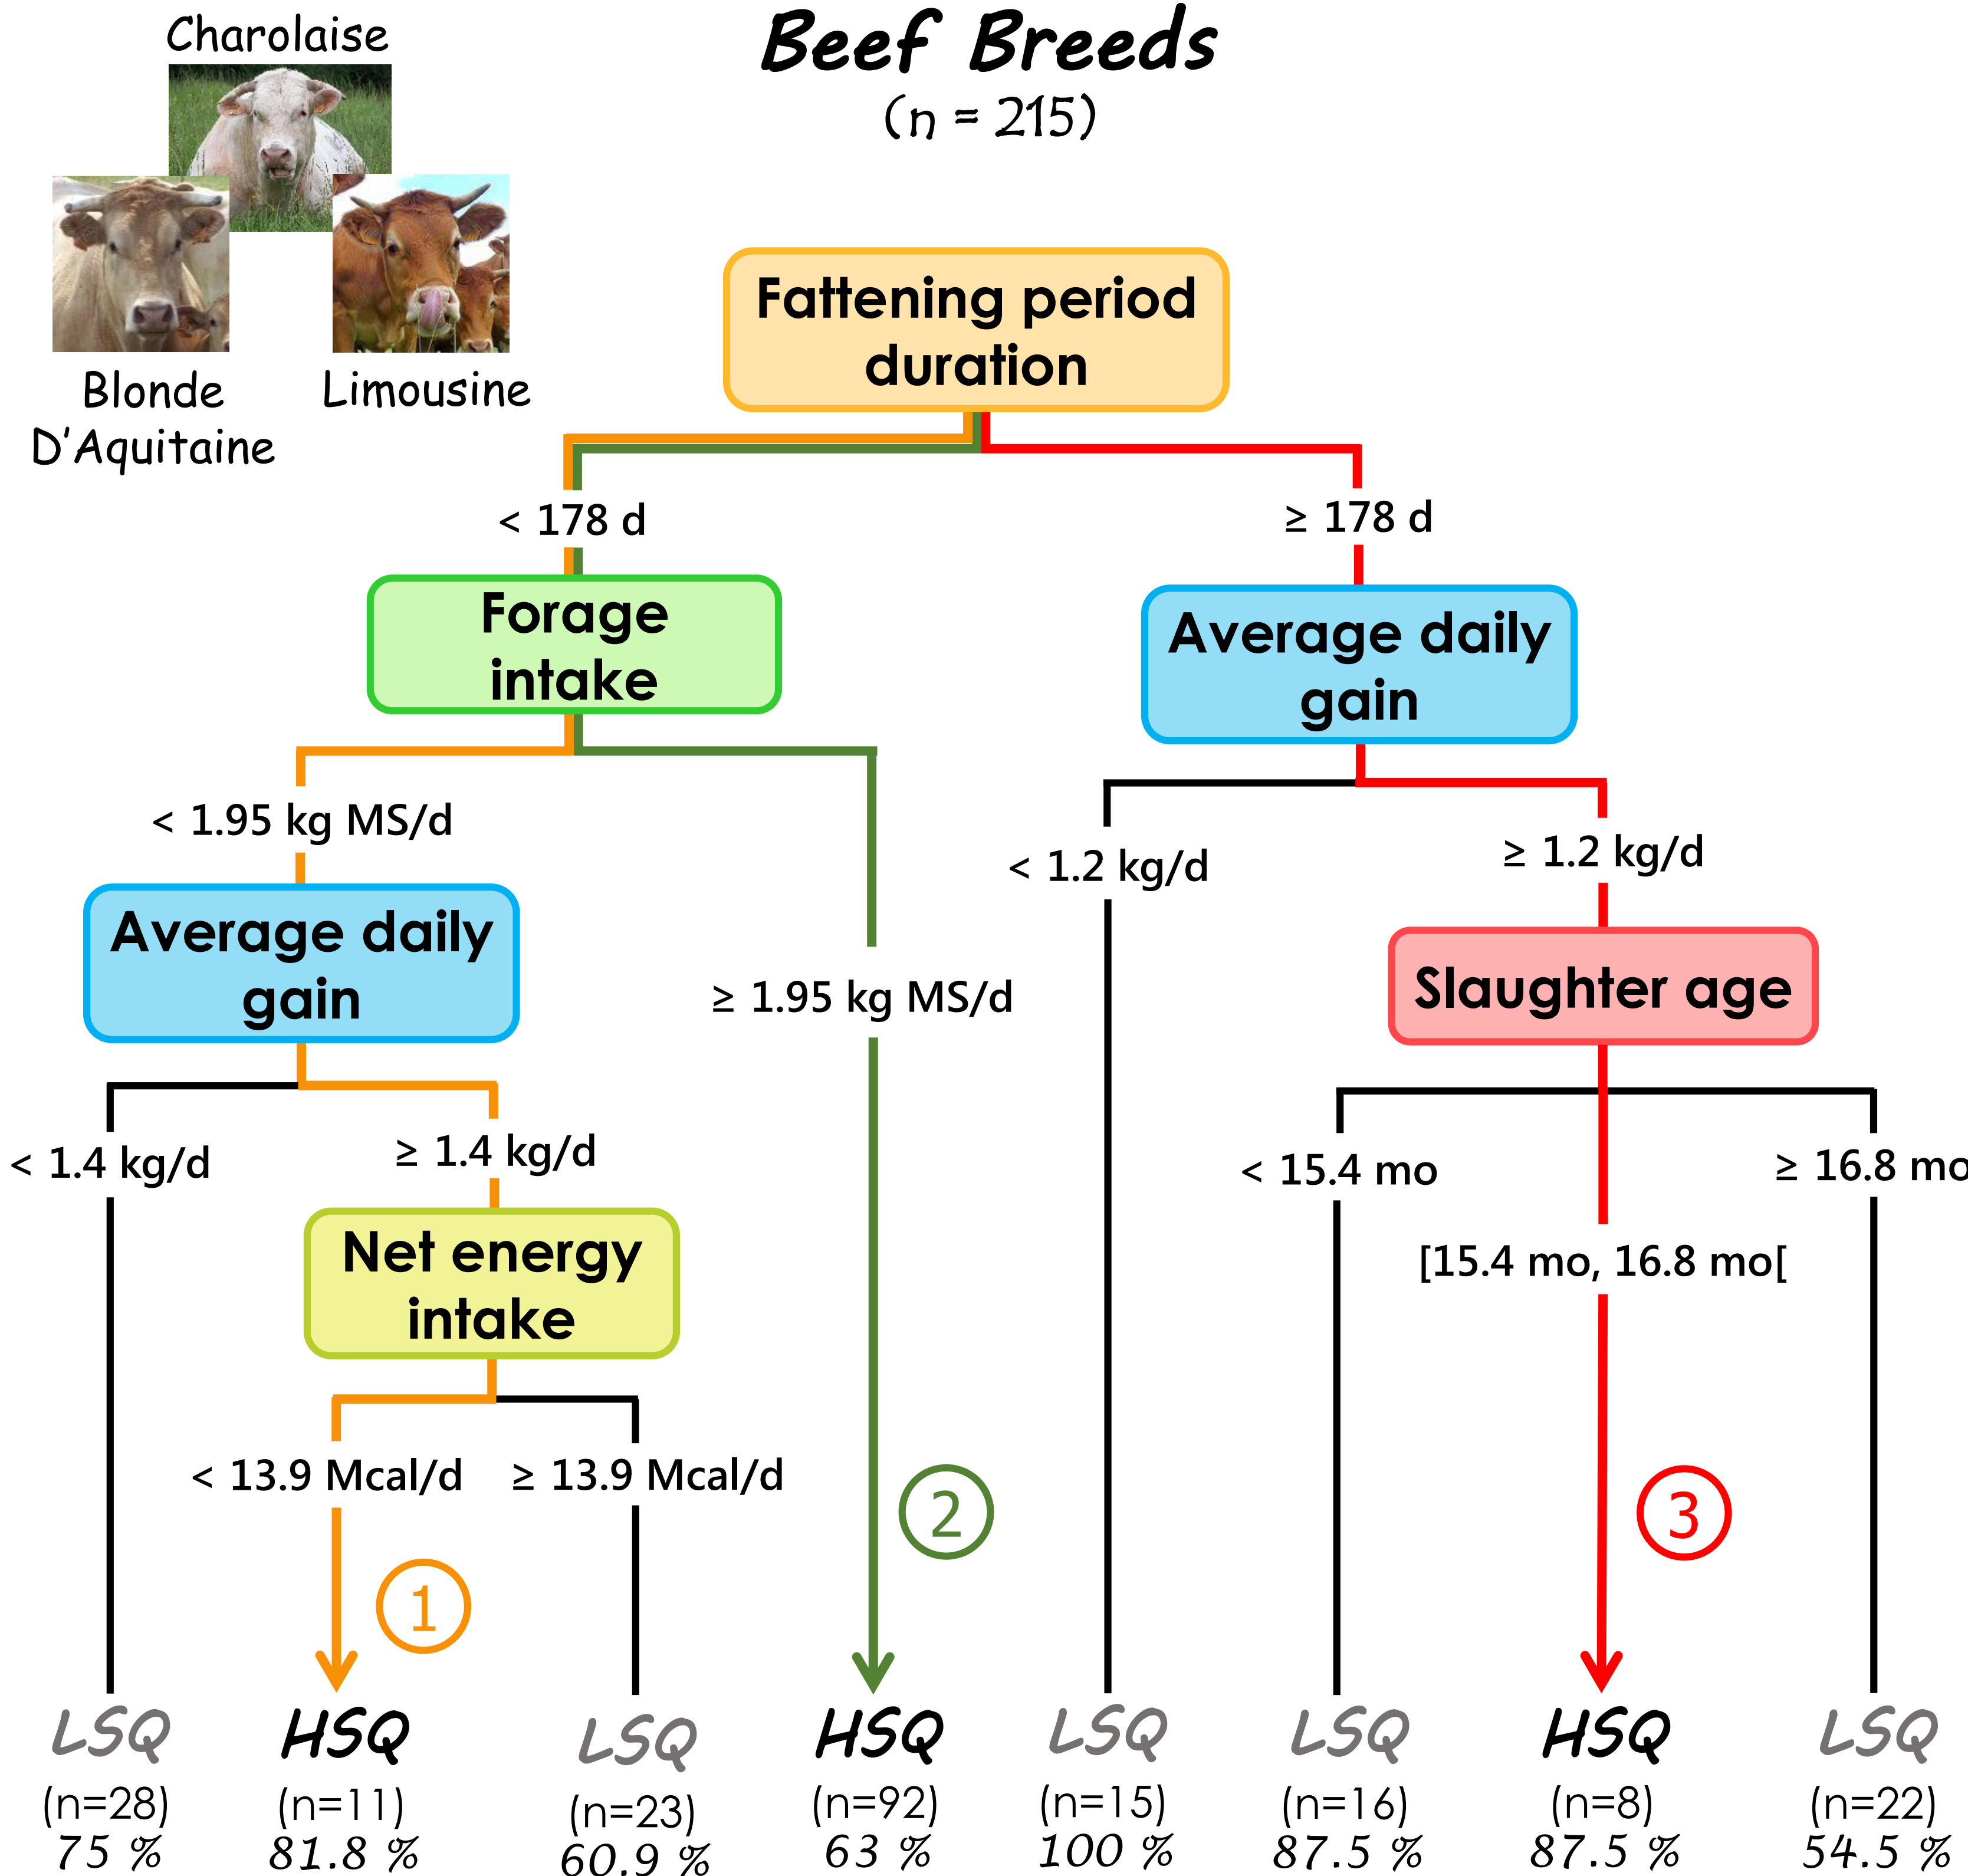 Charolaise
Beef Breeds
(n = 215)
Blonde
D'Aquitaine
Limousine
Fattening period
duration
< 178 d
≥ 178 d
Forage
intake
Average daily
gain
< 1.95 kg MS/d
≥ 1.95 kg MS/d
< 1.2 kg/d
≥ 1.2 kg/d
Average daily
gain
Slaughter age
< 1.4 kg/d
≥ 1.4 kg/d
< 15.4 mo
[15.4 mo, 16.8 mo[
≥ 16.8 mo
Net energy
intake
< 13.9 Mcal/d
≥ 13.9 Mcal/d
1
2
3
LSQ
(n=28)
75 %
HSQ
(n=11)
81.8 %
LSQ
(n=23)
60.9 %
HSQ
(n=92)
63 %
LSQ
(n=15)
100 %
LSQ
(n=16)
87.5 %
HSQ
(n=8)
87.5 %
LSQ
(n=22)
54.5 %